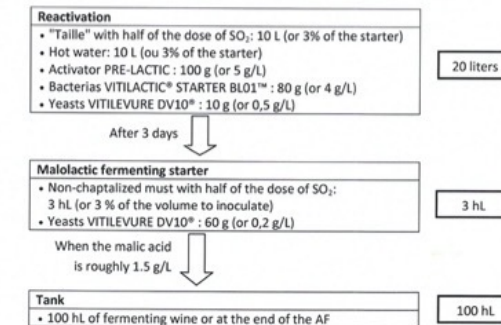 Reactivation
• "Taille" with half of the dose of SO₂: 10 L (or 3% of the starter)
• Hot water: 10 L (ou 3% of the starter)
• Activator PRE-LACTIC : 100 g (or 5 g/L)
• Bacterias VITILACTIC® STARTER BL01™ : 80 g (or 4 g/L)
• Yeasts VITILEVURE DV10® : 10 g (or 0,5 g/L)
20 liters
After 3 days
Malolactic fermenting starter
• Non-chaptalized must with half of the dose of SO₂:
3 hL (or 3 % of the volume to inoculate)
• Yeasts VITILEVURE DV10® : 60 g (or 0,2 g/L)
3 hL
When the malic acid
is roughly 1.5 g/L
Tank
• 100 hL of fermenting wine or at the end of the AF
100 hL